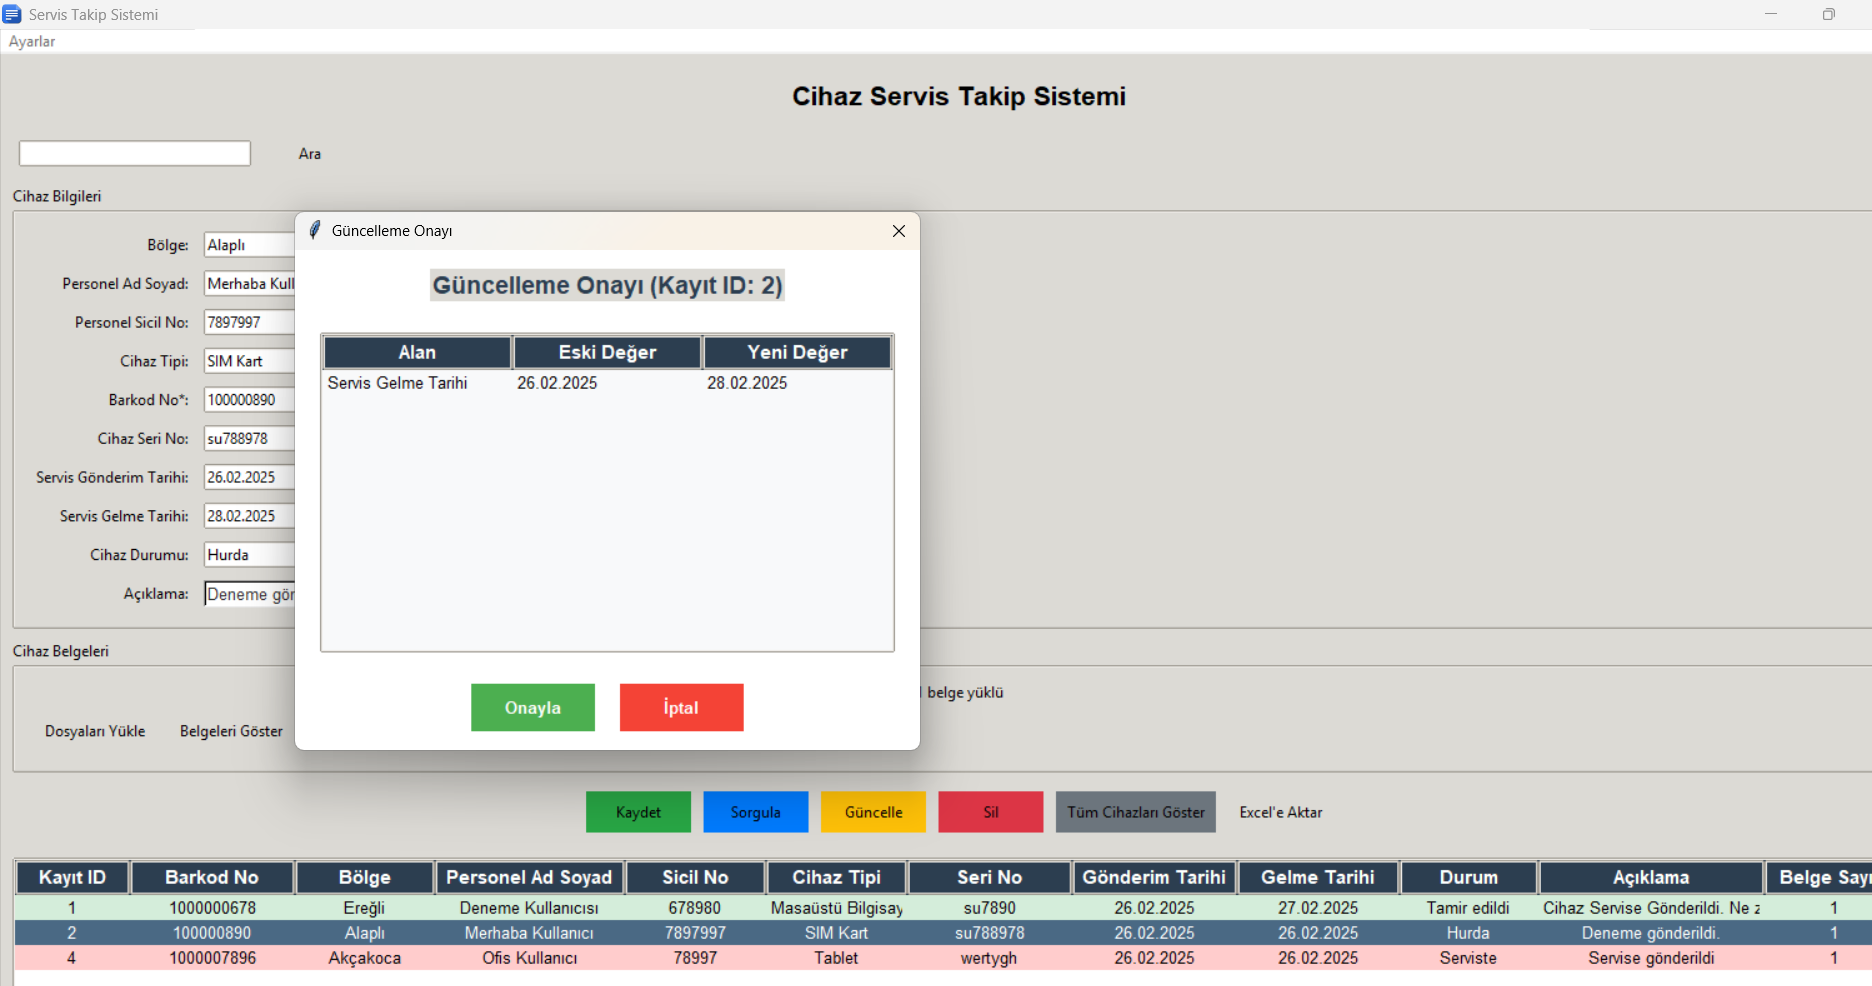 Servis Takip Sistemi
Ayarlar
Cihaz Servis Takip Sistemi
Ara
Cihaz Bilgileri
Bölge: Alaplı
Personel Ad Soyad: Merhaba Kull
Personel Sicil No: 7897997
Cihaz Tipi: SIM Kart
Barkod No*: 100000890
Cihaz Seri No: su788978
Servis Gönderim Tarihi: 26.02.2025
Servis Gelme Tarihi: 28.02.2025
Cihaz Durumu: Hurda
Açıklama: Deneme gör
Güncelleme Onayı
Güncelleme Onayı (Kayıt ID: 2)
Alan Eski Değer Yeni Değer
Servis Gelme Tarihi 26.02.2025 28.02.2025
Onayla İptal
Cihaz Belgeleri
belge yüklü
Dosyaları Yükle Belgeleri Göster
Kaydet Sorgula Güncelle Sil Tüm Cihazları Göster Excel'e Aktar
Kayıt ID Barkod No Bölge Personel Ad Soyad Sicil No Cihaz Tipi Seri No Gönderim Tarihi Gelme Tarihi Durum Açıklama Belge Sayı
1 1000000678 Ereğli Deneme Kullanıcısı 678980 Masaüstü Bilgisay su7890 26.02.2025 27.02.2025 Tamir edildi Cihaz Servise Gönderildi. Ne z 1
2 100000890 Alaplı Merhaba Kullanıcı 7897997 SIM Kart su788978 26.02.2025 26.02.2025 Hurda Deneme gönderildi. 1
4 1000007896 Akçakoca Ofis Kullanıcı 78997 Tablet wertygh 26.02.2025 26.02.2025 Serviste Servise gönderildi 1